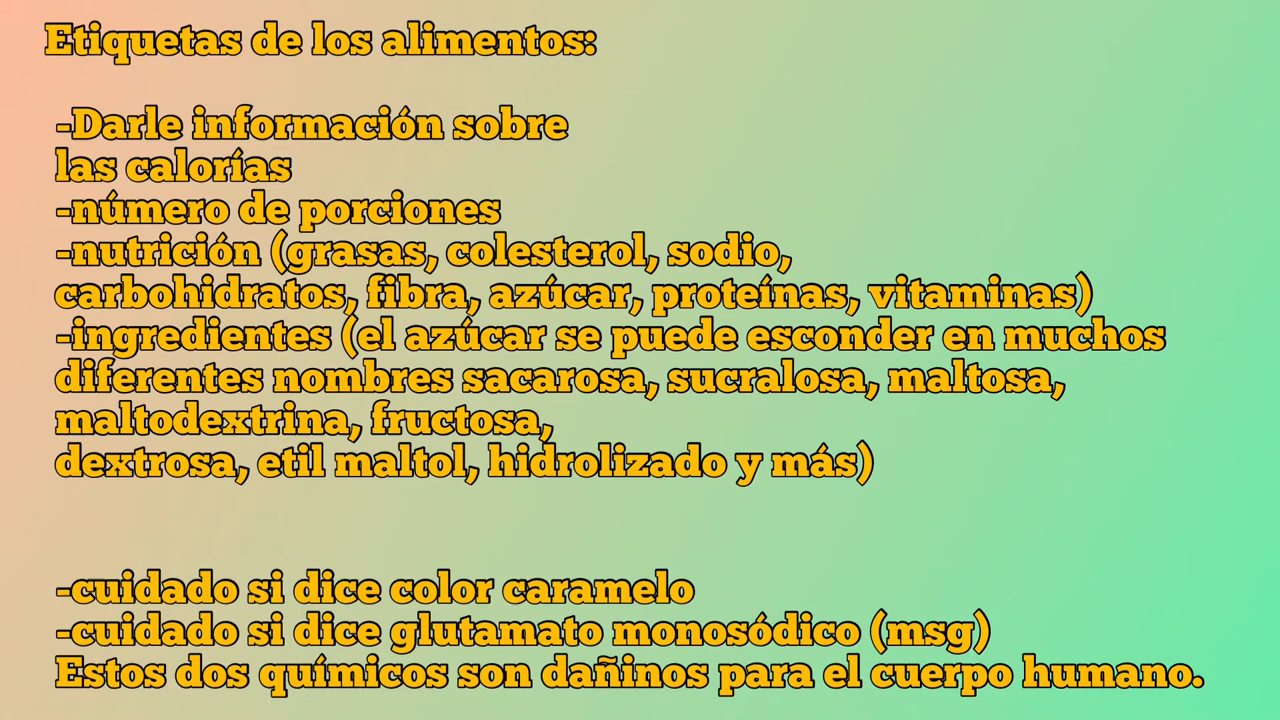 Etiquetas de los alimentos:
-Darle información sobre
las calorías
-número de porciones
-nutrición (grasas, colesterol, sodio,
carbohidratos, fibra, azúcar, proteínas, vitaminas)
-ingredientes (el azúcar se puede esconder en muchos
diferentes nombres sacarosa, sucralosa, maltosa,
maltodextrina, fructosa,
dextrosa, etil maltol, hidrolizado y más)
-cuidado si dice color caramelo
-cuidado si dice glutamato monosódico (msg)
Estos dos químicos son dañinos para el cuerpo humano.